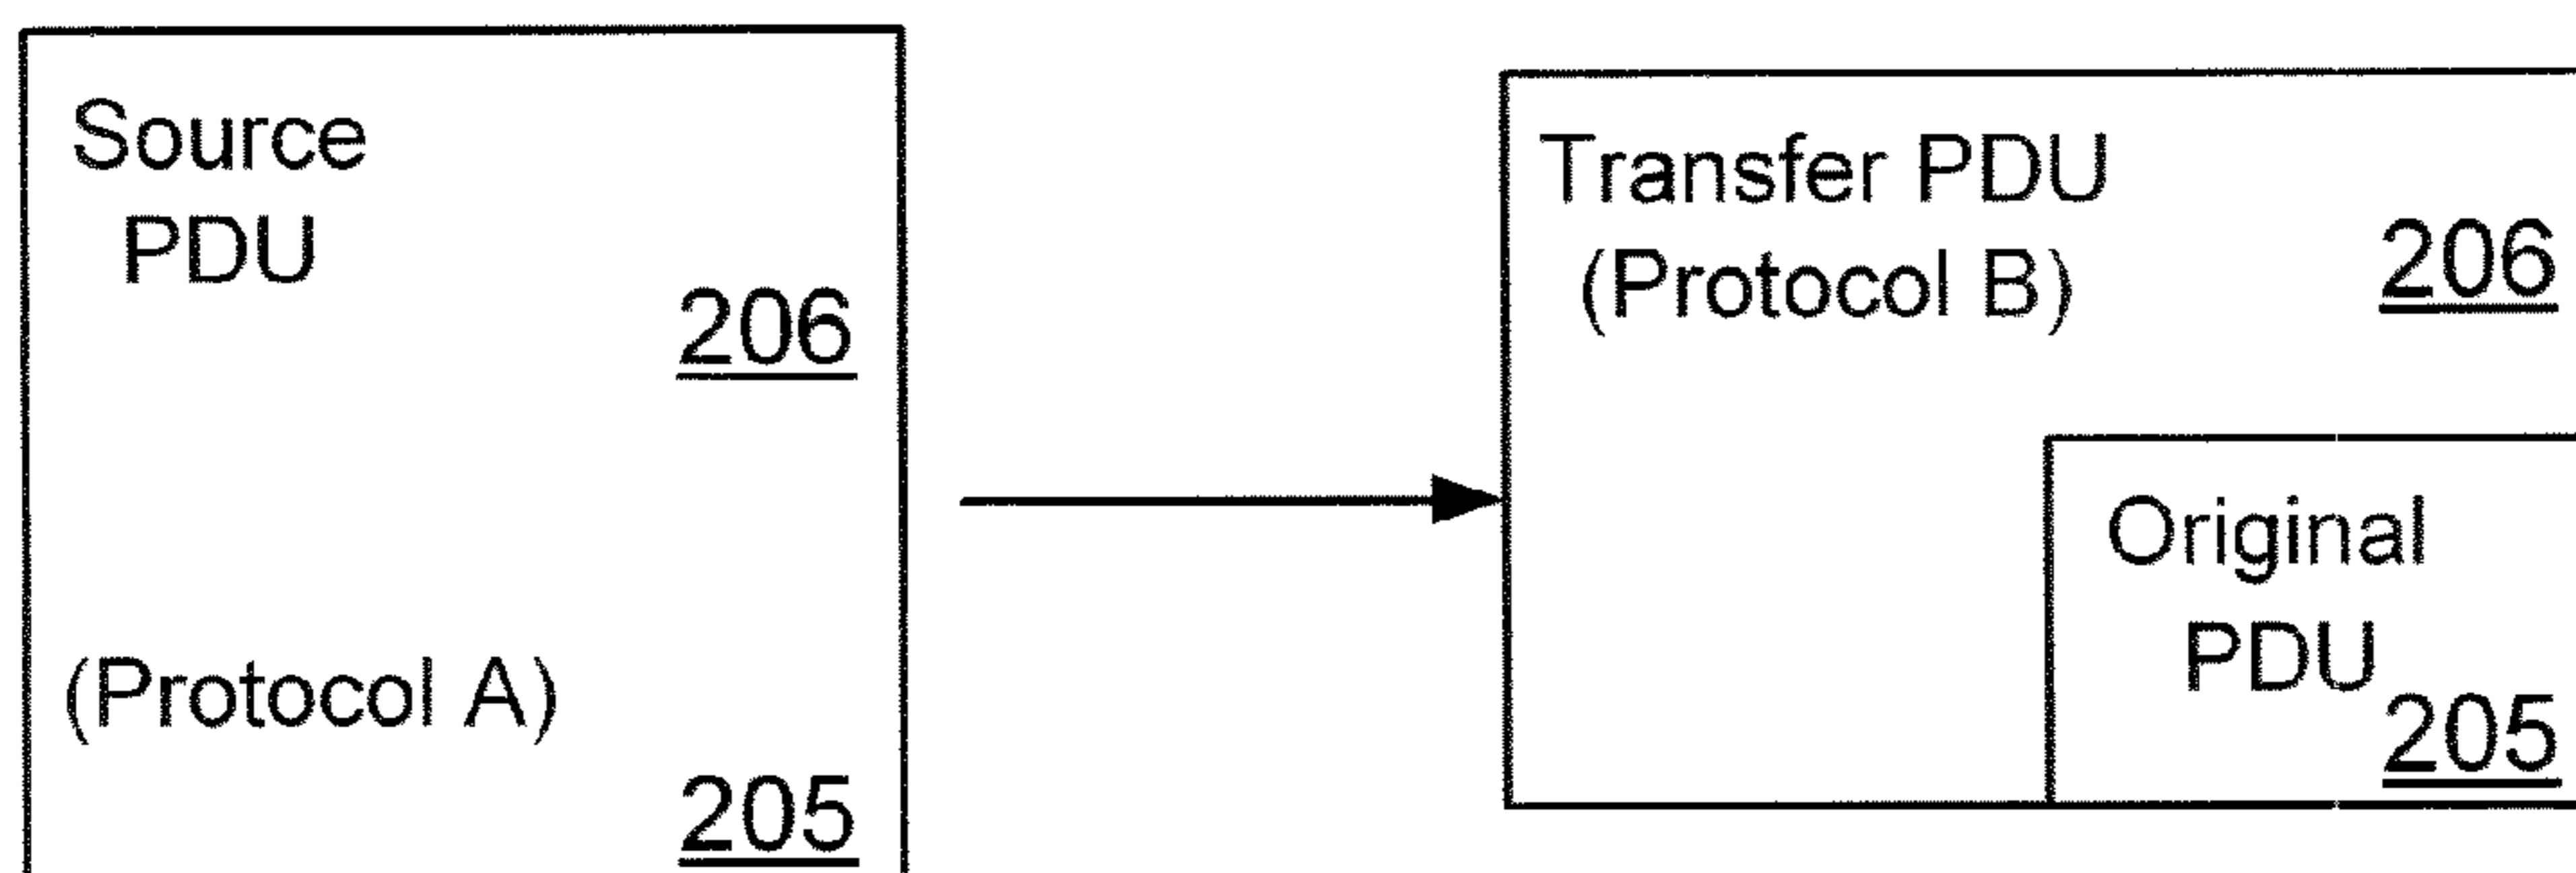 Source
PDU
206
(Protocol A)
205
Transfer PDU
(Protocol B)
206
Original
PDU
205